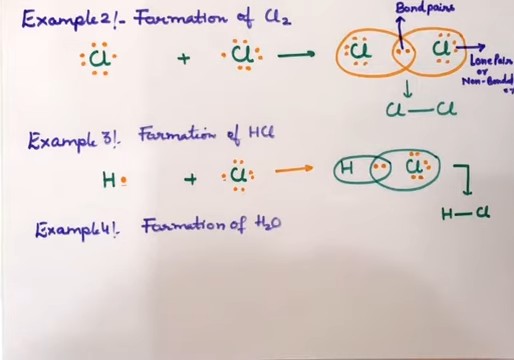 Example 2!- Formation of Cl₂
Bond pairs
Cl + Cl → Cl Cl
Lone Pair
or
Non-Bonded
Cl — Cl
Example 3!- Formation of HCl
H + Cl → H Cl
H — Cl
Example 4!- Formation of H₂O